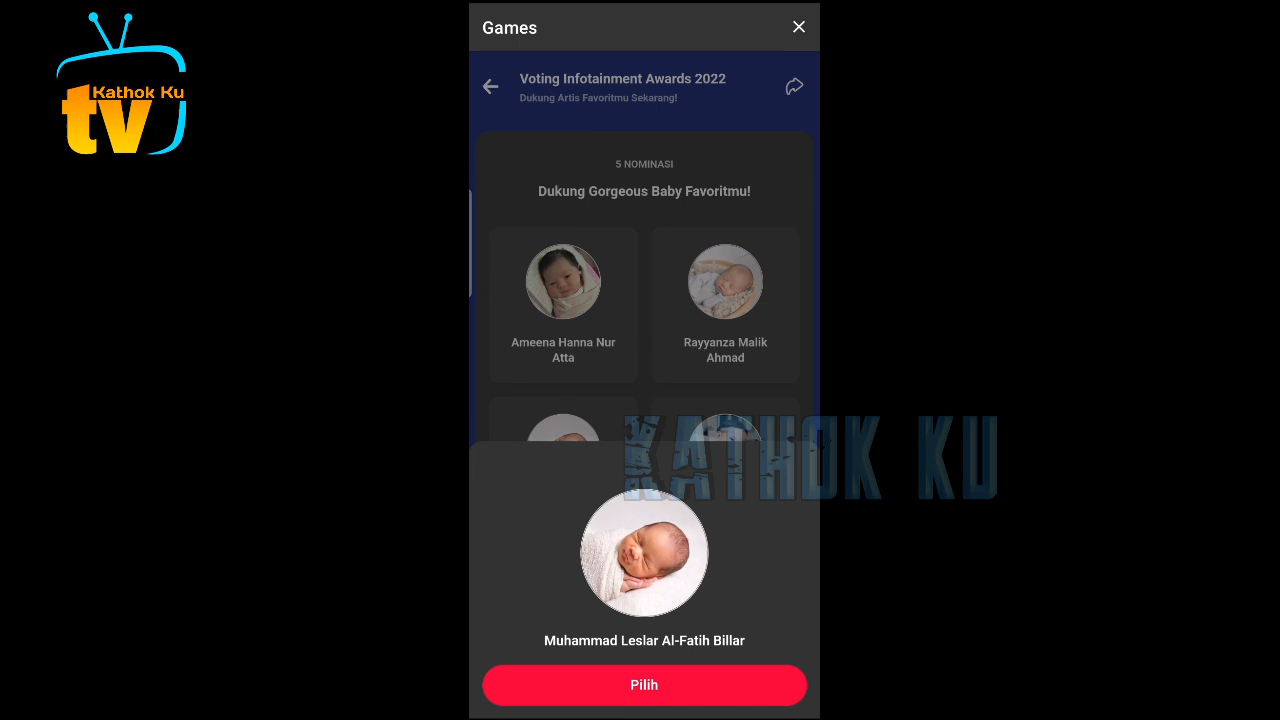 Kathok Ku
tv
Games
Voting Infotainment Awards 2022
Dukung Artis Favoritmu Sekarang!
5 NOMINASI
Dukung Gorgeous Baby Favoritmu!
Ameena Hanna Nur
Atta
Rayyanza Malik
Ahmad
KATHOK KU
Muhammad Leslar Al-Fatih Billar
Pilih